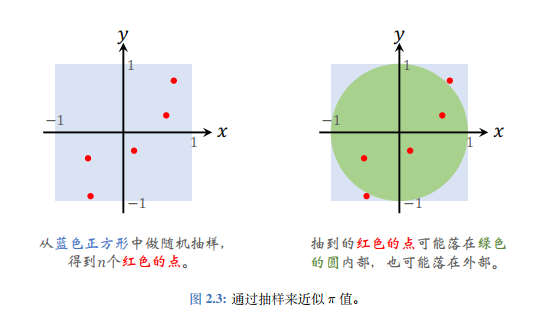 y
y
1
1
−1
x
−1
x
1
1
−1
−1
从蓝色正方形中做随机抽样，
得到n个红色的点。
抽到的红色的点可能落在绿色
的圆内部，也可能落在外部。
图 2.3: 通过抽样来近似 π 值。